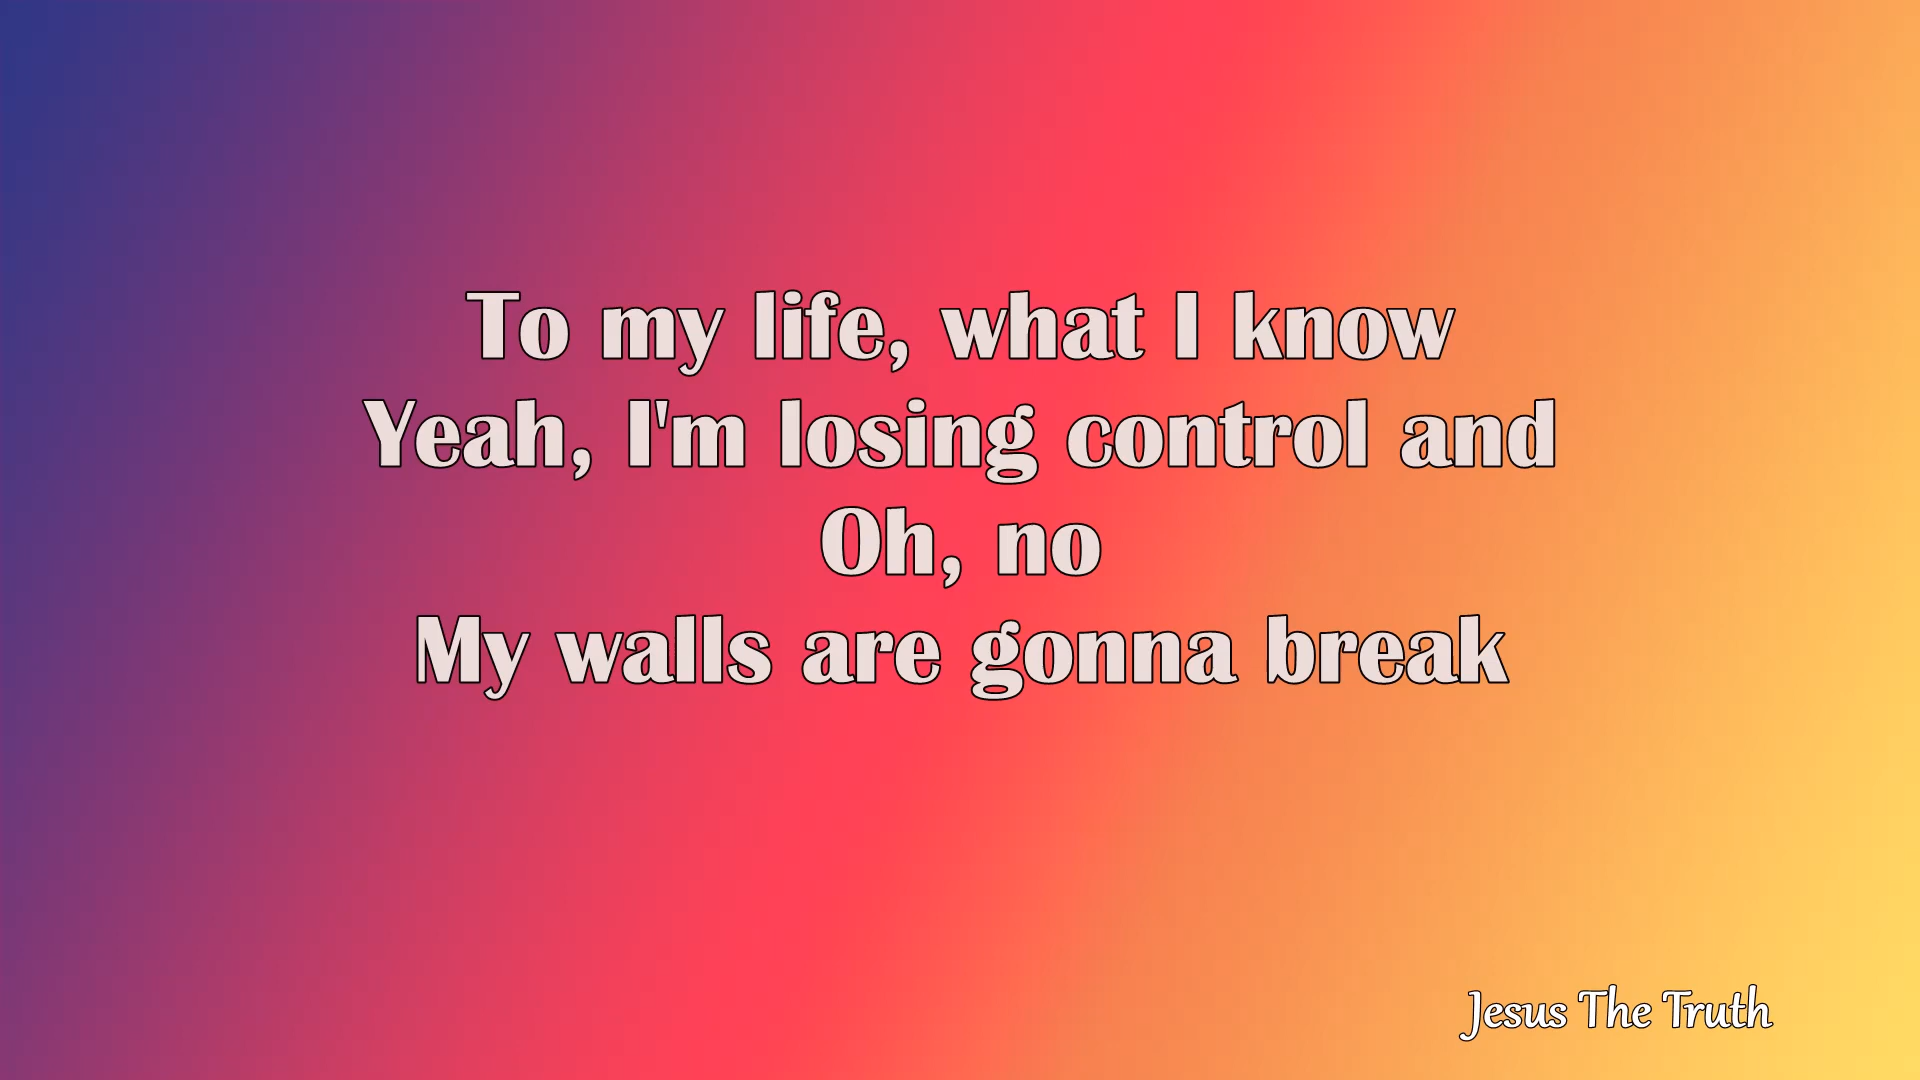 To my life, what I know
Yeah, I'm losing control and
Oh, no
My walls are gonna break
Jesus The Truth